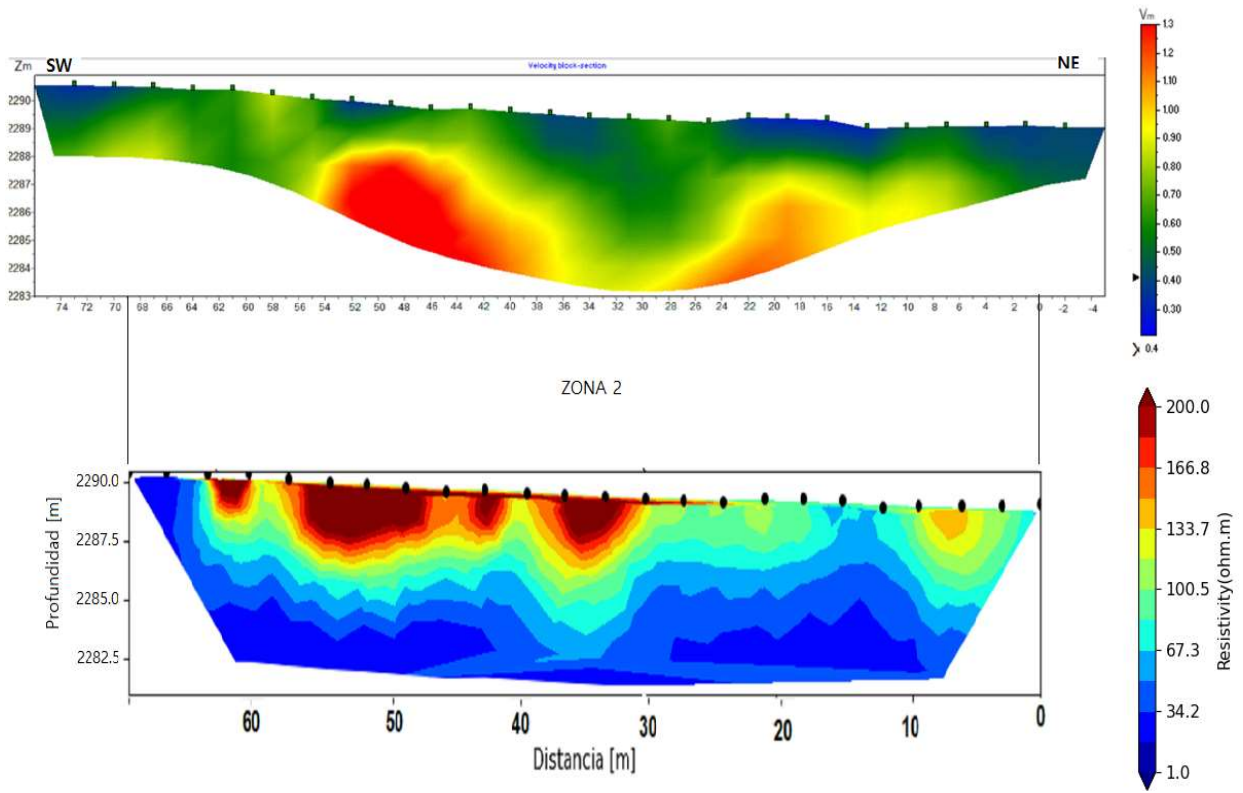 Vm
SW
NE
Zm
Velocity block-section
1.3
1.20
1.10
1.00
0.90
0.80
0.70
0.60
0.50
0.40
0.30
0.4
2290
2289
2288
2287
2286
2285
2284
2283
74 72 70 68 66 64 62 60 58 56 54 52 50 48 46 44 42 40 38 36 34 32 30 28 26 24 22 20 18 16 14 12 10 8 6 4 2 0 -2 -4
ZONA 2
Profundidad [m]
2290.0
2287.5
2285.0
2282.5
60 50 40 30 20 10 0
Distancia [m]
200.0
166.8
133.7
100.5
67.3
34.2
1.0
Resistivity(ohm.m)